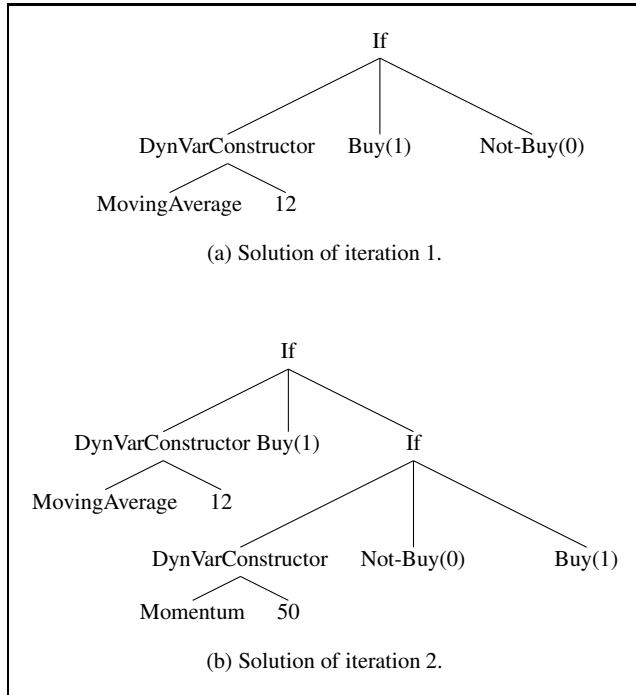 If
DynVarConstructor Buy(1) Not-Buy(0)
MovingAverage 12
(a) Solution of iteration 1.
If
DynVarConstructor Buy(1) If
MovingAverage 12
DynVarConstructor Not-Buy(0) Buy(1)
Momentum 50
(b) Solution of iteration 2.